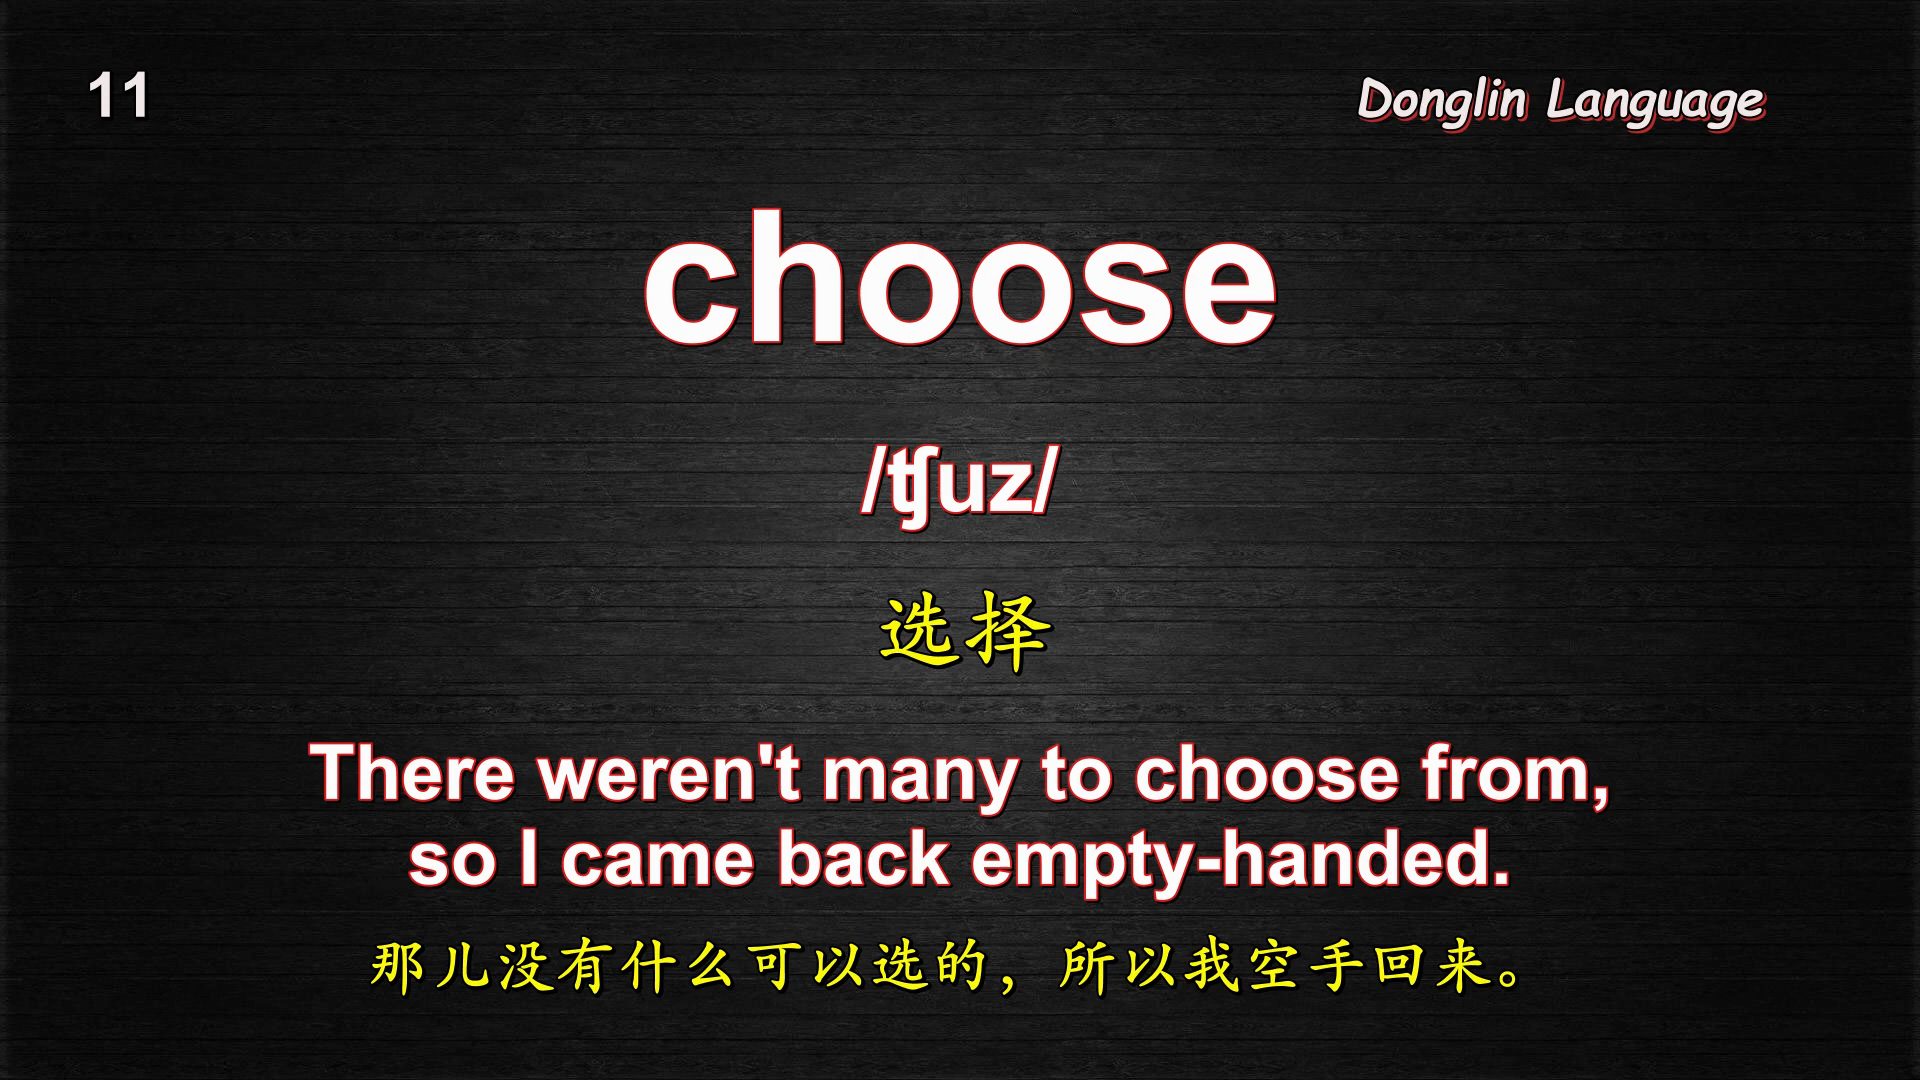 11
Donglin Language
choose
/ʧuz/
选择
There weren't many to choose from,
so I came back empty-handed.
那儿没有什么可以选的，所以我空手回来。